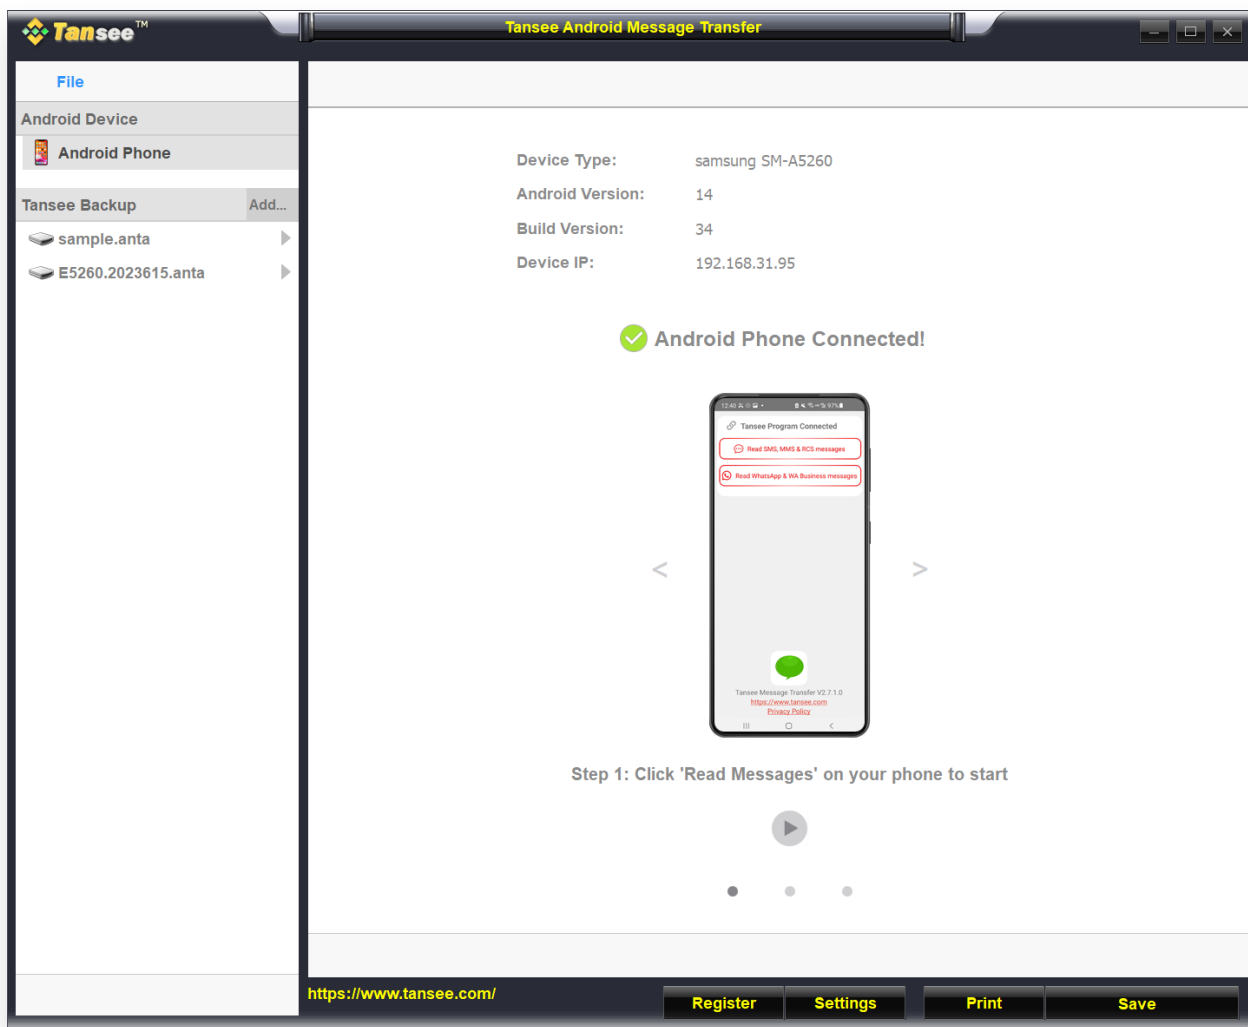 Tansee™
Tansee Android Message Transfer
File
Android Device
Android Phone
Tansee Backup Add...
sample.anta
E5260.2023615.anta
Device Type: samsung SM-A5260
Android Version: 14
Build Version: 34
Device IP: 192.168.31.95
Android Phone Connected!
12:40 97%
Tansee Program Connected
Read SMS, MMS & RCS messages
Read WhatsApp & WA Business messages
< >
Tansee Message Transfer V2.7.1.0
https://www.tansee.com
Privacy Policy
Step 1: Click 'Read Messages' on your phone to start
https://www.tansee.com/
Register Settings Print Save